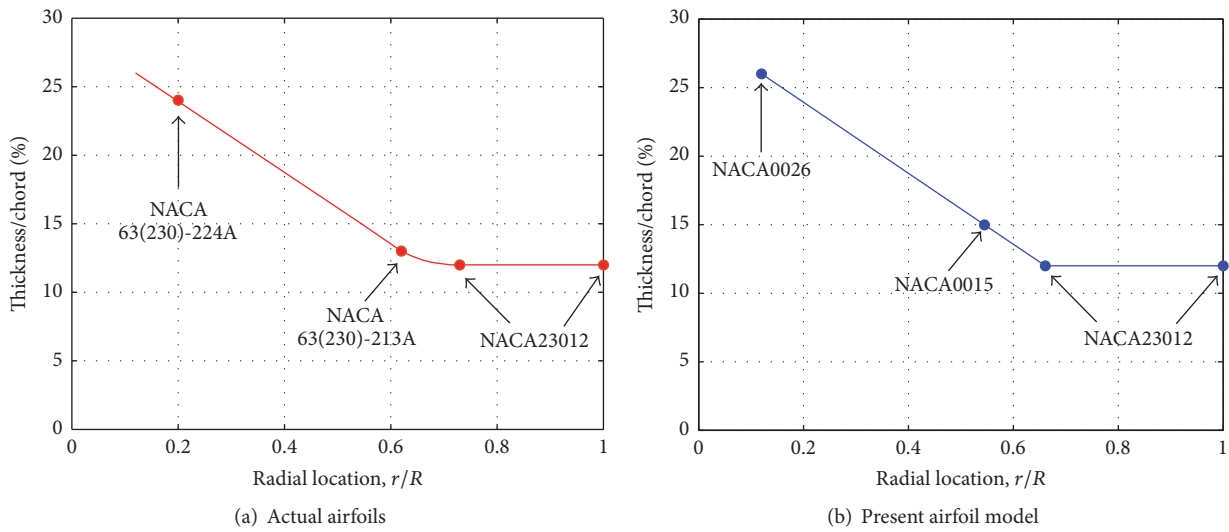 30
25
20
15
10
5
0
Thickness/chord (%)
NACA
63(230)-224A
NACA
63(230)-213A
NACA23012
0 0.2 0.4 0.6 0.8 1
Radial location, r/R
(a) Actual airfoils
30
25
20
15
10
5
0
Thickness/chord (%)
NACA0026
NACA0015
NACA23012
0 0.2 0.4 0.6 0.8 1
Radial location, r/R
(b) Present airfoil model